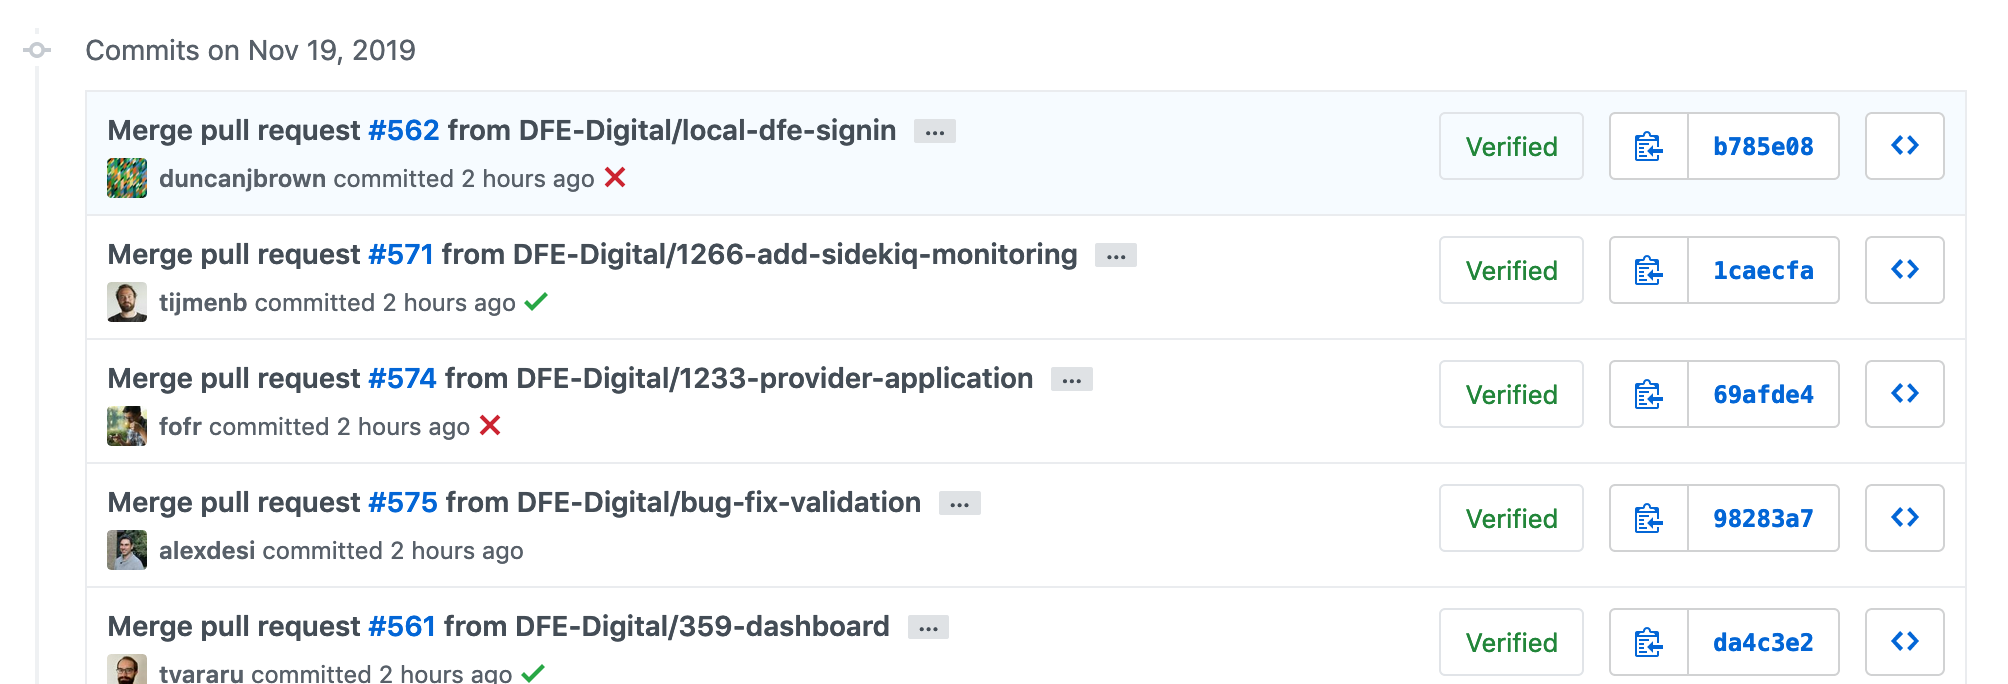 Commits on Nov 19, 2019
Merge pull request #562 from DFE-Digital/local-dfe-signin ...
Verified b785e08 <>
duncanjbrown committed 2 hours ago
Merge pull request #571 from DFE-Digital/1266-add-sidekiq-monitoring ...
Verified 1caecfa <>
tijmenb committed 2 hours ago
Merge pull request #574 from DFE-Digital/1233-provider-application ...
Verified 69afde4 <>
fofr committed 2 hours ago
Merge pull request #575 from DFE-Digital/bug-fix-validation ...
Verified 98283a7 <>
alexdesi committed 2 hours ago
Merge pull request #561 from DFE-Digital/359-dashboard ...
Verified da4c3e2 <>
tvararu committed 2 hours ago